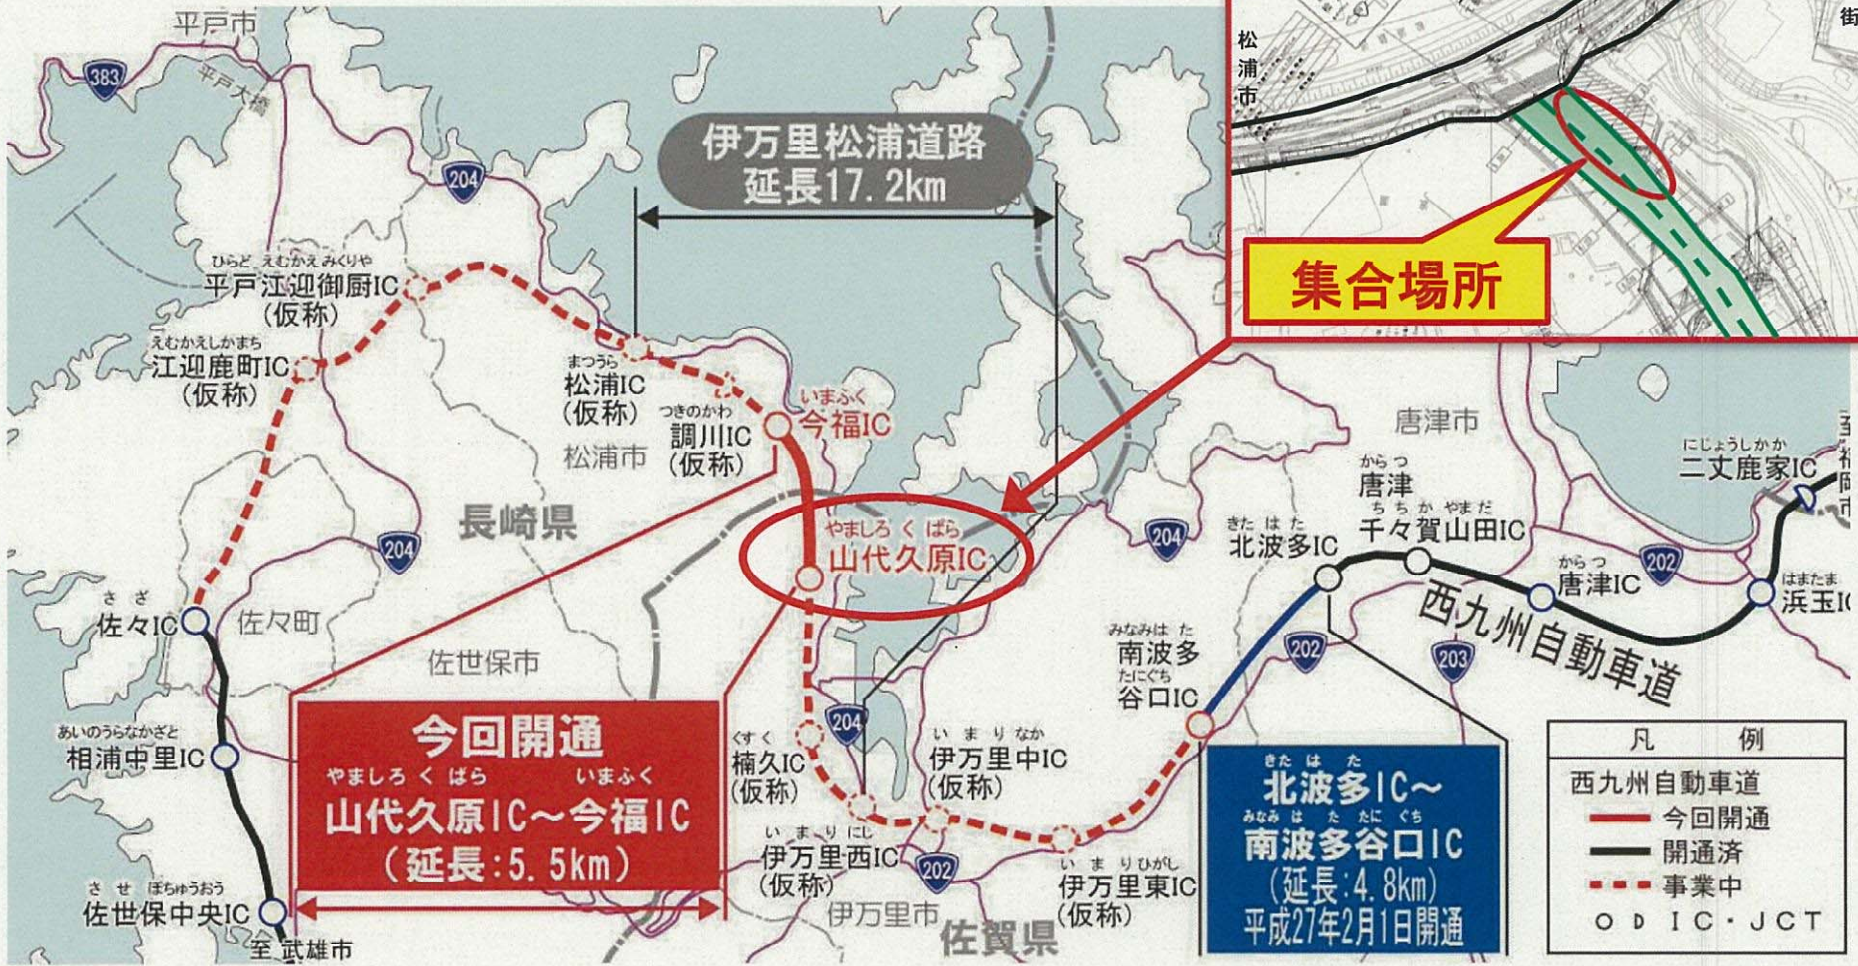 平戸市
383
平戸大橋
204
伊万里松浦道路
延長17.2km
松浦市
街
集合場所
ひらど えむかえ みくりや
平戸江迎御厨IC
(仮称)
えむかえしかまち
江迎鹿町IC
(仮称)
まつうら
松浦IC
(仮称)
つきのかわ
調川IC
(仮称)
いまふく
今福IC
松浦市
長崎県
204
やましろ く ばら
山代久原IC
唐津市
にじょうしかか
二丈鹿家IC
至福岡市
からつ
唐津
ちちか やまだ
千々賀山田IC
きた は た
北波多IC
204
からつ
唐津IC
202
はまたま
浜玉IC
西九州自動車道
さ ざ
佐々IC
佐々町
佐世保市
みなみは た
南波多
たにぐち
谷口IC
202
203
あいのうらなかざと
相浦中里IC
今回開通
やましろ く ばら いまふく
山代久原IC～今福IC
(延長:5.5km)
くすく
楠久IC
(仮称)
204
い ま り なか
伊万里中IC
(仮称)
い ま り にし
伊万里西IC
(仮称)
202
い ま り ひがし
伊万里東IC
(仮称)
きた は た
北波多IC～
みなみ は た たに ぐち
南波多谷口IC
(延長:4.8km)
平成27年2月1日開通
さ せ ぼちゅうおう
佐世保中央IC
至 武雄市
伊万里市
佐賀県
凡 例
西九州自動車道
今回開通
開通済
事業中
IC・JCT